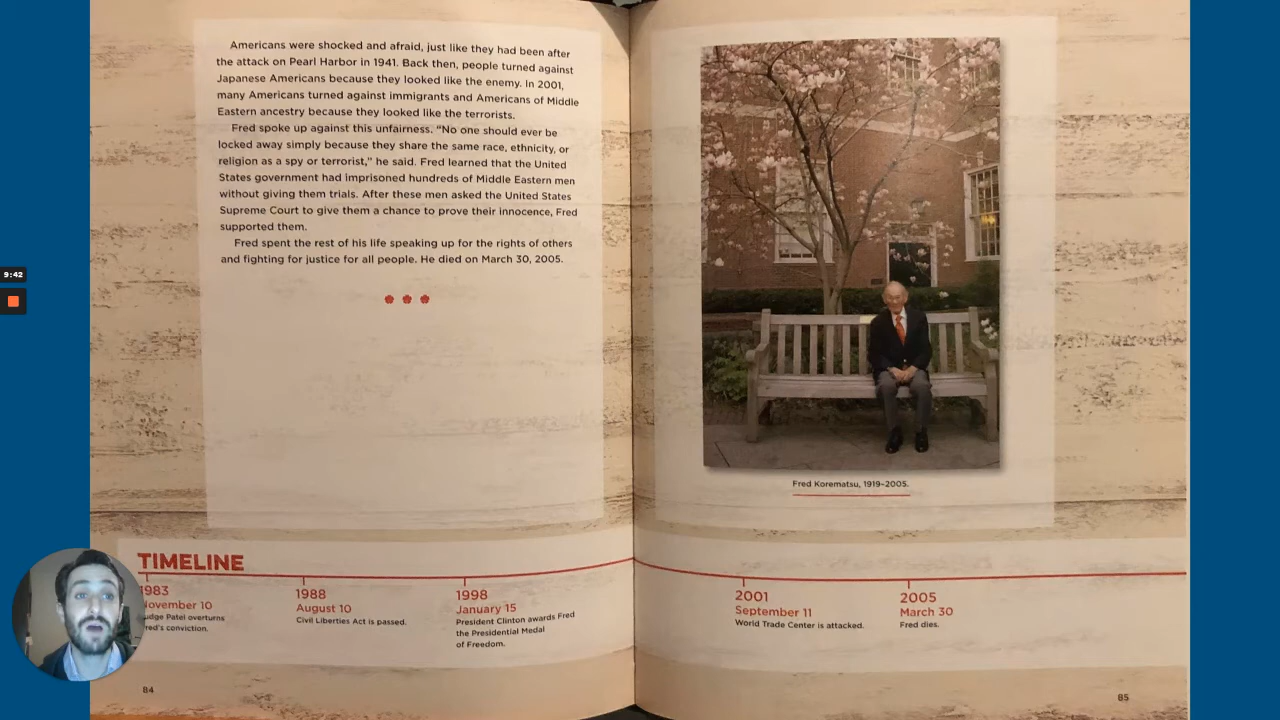 Americans were shocked and afraid, just like they had been after
the attack on Pearl Harbor in 1941. Back then, people turned against
Japanese Americans because they looked like the enemy. In 2001,
many Americans turned against immigrants and Americans of Middle
Eastern ancestry because they looked like the terrorists.
Fred spoke up against this unfairness. “No one should ever be
locked away simply because they share the same race, ethnicity, or
religion as a spy or terrorist,” he said. Fred learned that the United
States government had imprisoned hundreds of Middle Eastern men
without giving them trials. After these men asked the United States
Supreme Court to give them a chance to prove their innocence, Fred
supported them.
Fred spent the rest of his life speaking up for the rights of others
and fighting for justice for all people. He died on March 30, 2005.
Fred Korematsu, 1919–2005.
9:42
TIMELINE
1983
November 10
Judge Patel overturns
Fred's conviction.
1988
August 10
Civil Liberties Act is passed.
1998
January 15
President Clinton awards Fred
the Presidential Medal
of Freedom.
2001
September 11
World Trade Center is attacked.
2005
March 30
Fred dies.
84
85